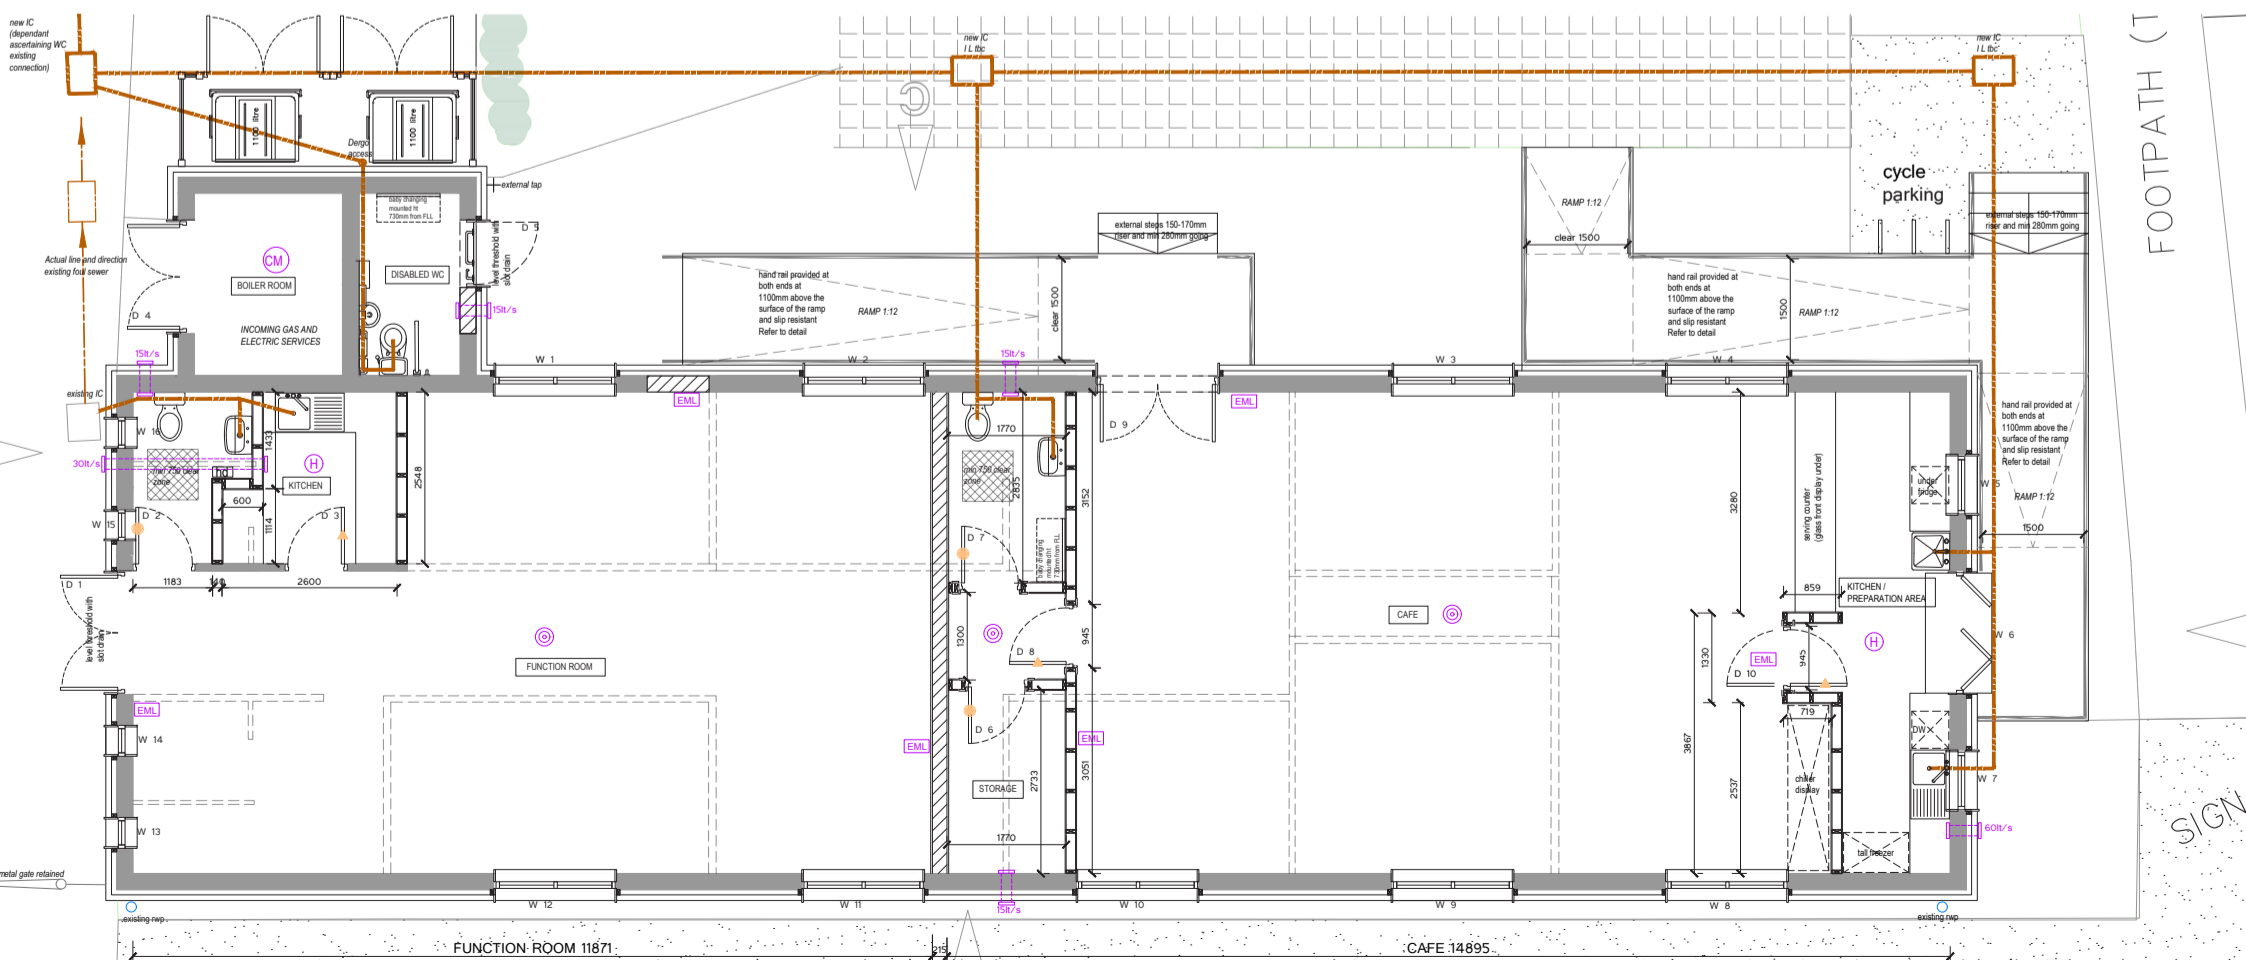 new IC
(dependant
ascertaining WC
existing
connection)
new IC
I L tbc
new IC
I L tbc
FOOTPATH (T
1100 litre
1100 litre
G
Dergo
access
external tap
cycle
parking
baby changing
mounted ht
730mm from FLL
RAMP 1:12
D 5
external steps 150-170mm
riser and min 280mm going
external steps 150-170mm
riser and min 280mm going
clear 1500
Actual line and direction
existing foul sewer
CM
BOILER ROOM
DISABLED WC
level threshold with
slot drain
hand rail provided at
both ends at
1100mm above the
surface of the ramp
and slip resistant
Refer to detail
RAMP 1:12
clear 1500
hand rail provided at
both ends at
1100mm above the
surface of the ramp
and slip resistant
Refer to detail
1500
RAMP 1:12
D 4
INCOMING GAS AND
ELECTRIC SERVICES
15lt/s
15lt/s
W 1
W 2
15lt/s
W 3
W 4
existing IC
EML
EML
hand rail provided at
both ends at
1100mm above the
surface of the ramp
and slip resistant
Refer to detail
W 16
1433
1770
D 9
30lt/s
min 750 clear
zone
hd
H
KITCHEN
2548
min 750 clear
zone
2835
3152
3280
serving counter
(glass front display under)
under
fridge
W 5
RAMP 1:12
600
W 15
D 2
1114
D 3
D 7
baby changing
mounted ht
730mm from FLL
1500
D 1
1183
140
2600
level threshold with
slot drain
859
KITCHEN /
PREPARATION AREA
CAFE
1300
945
FUNCTION ROOM
D 8
1330
EML
945
H
W 6
D 10
EML
719
D 6
W 14
EML
EML
3867
DW
STORAGE
2733
3051
2537
chiller
display
W 7
W 13
1770
60lt/s
tall freezer
SIGN
metal gate retained
existing rwp
W 12
W 11
15lt/s
W 10
W 9
W 8
existing rwp
FUNCTION ROOM 11871
215
CAFE 14895